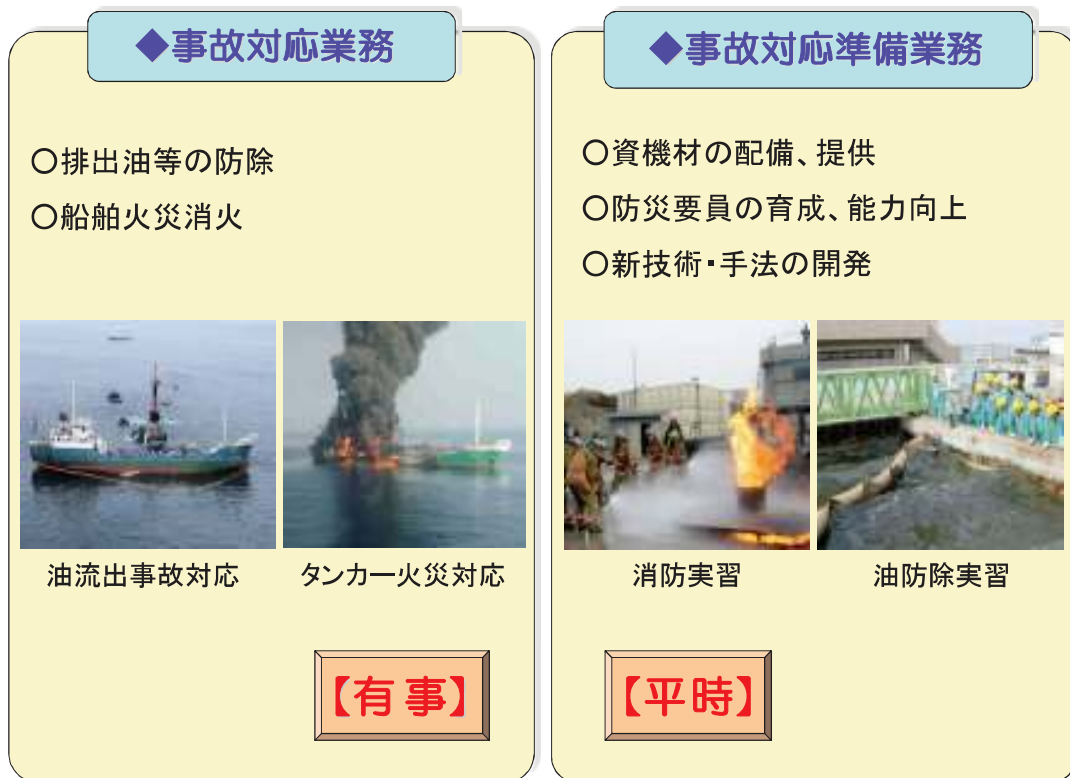 ◆事故対応業務
○排出油等の防除
○船舶火災消火
油流出事故対応
タンカー火災対応
【有事】
◆事故対応準備業務
○資機材の配備、提供
○防災要員の育成、能力向上
○新技術・手法の開発
消防実習
油防除実習
【平時】